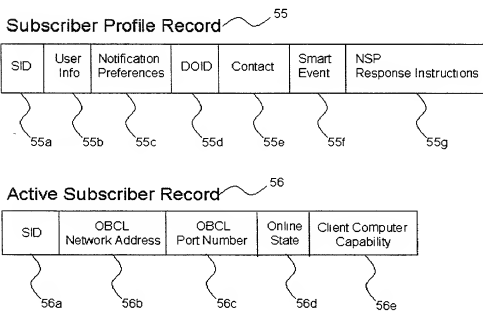 Subscriber Profile Record 55
SID User Info Notification Preferences DOID Contact Smart Event NSP Response Instructions
55a 55b 55c 55d 55e 55f 55g
Active Subscriber Record 56
SID OBCL Network Address OBCL Port Number Online State Client Computer Capability
56a 56b 56c 56d 56e